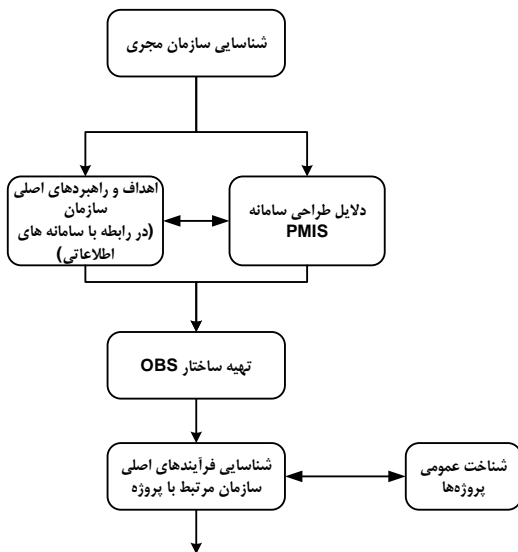 شناسایی سازمان مجری
دلایل طراحی سامانه
PMIS
اهداف و راهبردهای اصلی
سازمان
(در رابطه با سامانه های
اطلاعاتی)
تهیه ساختار OBS
شناسایی فرآیندهای اصلی
سازمان مرتبط با پروژه
شناخت عمومی
پروژه‌ها